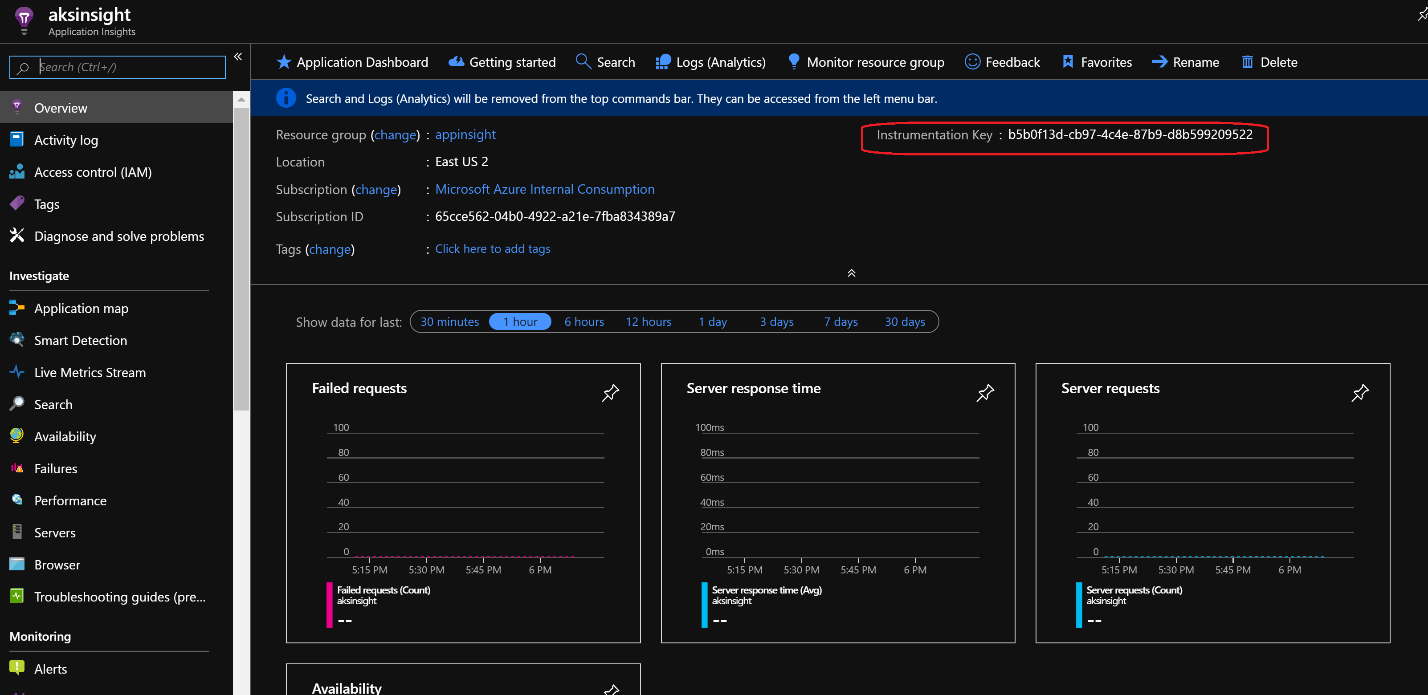 aksinsight
Application Insights
Search (Ctrl+/)
«
Overview
Activity log
Access control (IAM)
Tags
Diagnose and solve problems
Investigate
Application map
Smart Detection
Live Metrics Stream
Search
Availability
Failures
Performance
Servers
Browser
Troubleshooting guides (pre...
Monitoring
Alerts
Application Dashboard Getting started Search Logs (Analytics) Monitor resource group Feedback Favorites Rename Delete
Search and Logs (Analytics) will be removed from the top commands bar. They can be accessed from the left menu bar.
Resource group (change) : appinsight
Location : East US 2
Subscription (change) : Microsoft Azure Internal Consumption
Subscription ID : 65cce562-04b0-4922-a21e-7fba834389a7
Tags (change) : Click here to add tags
Instrumentation Key : b5b0f13d-cb97-4c4e-87b9-d8b599209522
Show data for last: 30 minutes 1 hour 6 hours 12 hours 1 day 3 days 7 days 30 days
Failed requests
100
80
60
40
20
0
5:15 PM 5:30 PM 5:45 PM 6 PM
Failed requests (Count)
aksinsight
--
Server response time
100ms
80ms
60ms
40ms
20ms
0ms
5:15 PM 5:30 PM 5:45 PM 6 PM
Server response time (Avg)
aksinsight
--
Server requests
100
80
60
40
20
0
5:15 PM 5:30 PM 5:45 PM 6 PM
Server requests (Count)
aksinsight
--
Availability